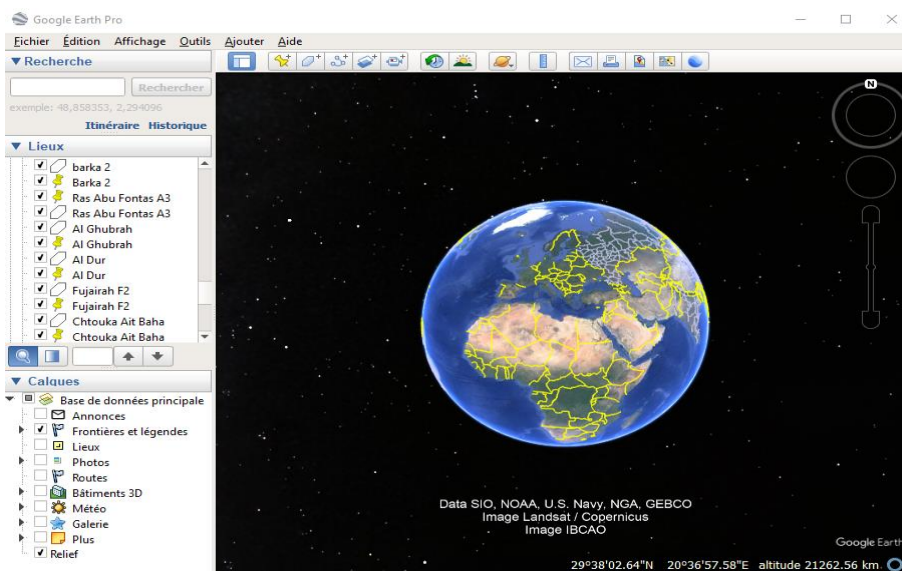 Google Earth Pro
Fichier Édition Affichage Outils Ajouter Aide
Recherche
Rechercher
exemple: 48,858353, 2,294096
Itinéraire Historique
Lieux
barka 2
Barka 2
Ras Abu Fontas A3
Ras Abu Fontas A3
Al Ghubrah
Al Ghubrah
Al Dur
Al Dur
Fujairah F2
Fujairah F2
Chtouka Ait Baha
Chtouka Ait Baha
Calques
Base de données principale
Annonces
Frontières et légendes
Lieux
Photos
Routes
Bâtiments 3D
Météo
Galerie
Plus
Relief
N
Data SIO, NOAA, U.S. Navy, NGA, GEBCO
Image Landsat / Copernicus
Image IBCAO
Google Earth
29°38'02.64"N 20°36'57.58"E altitude 21262.56 km